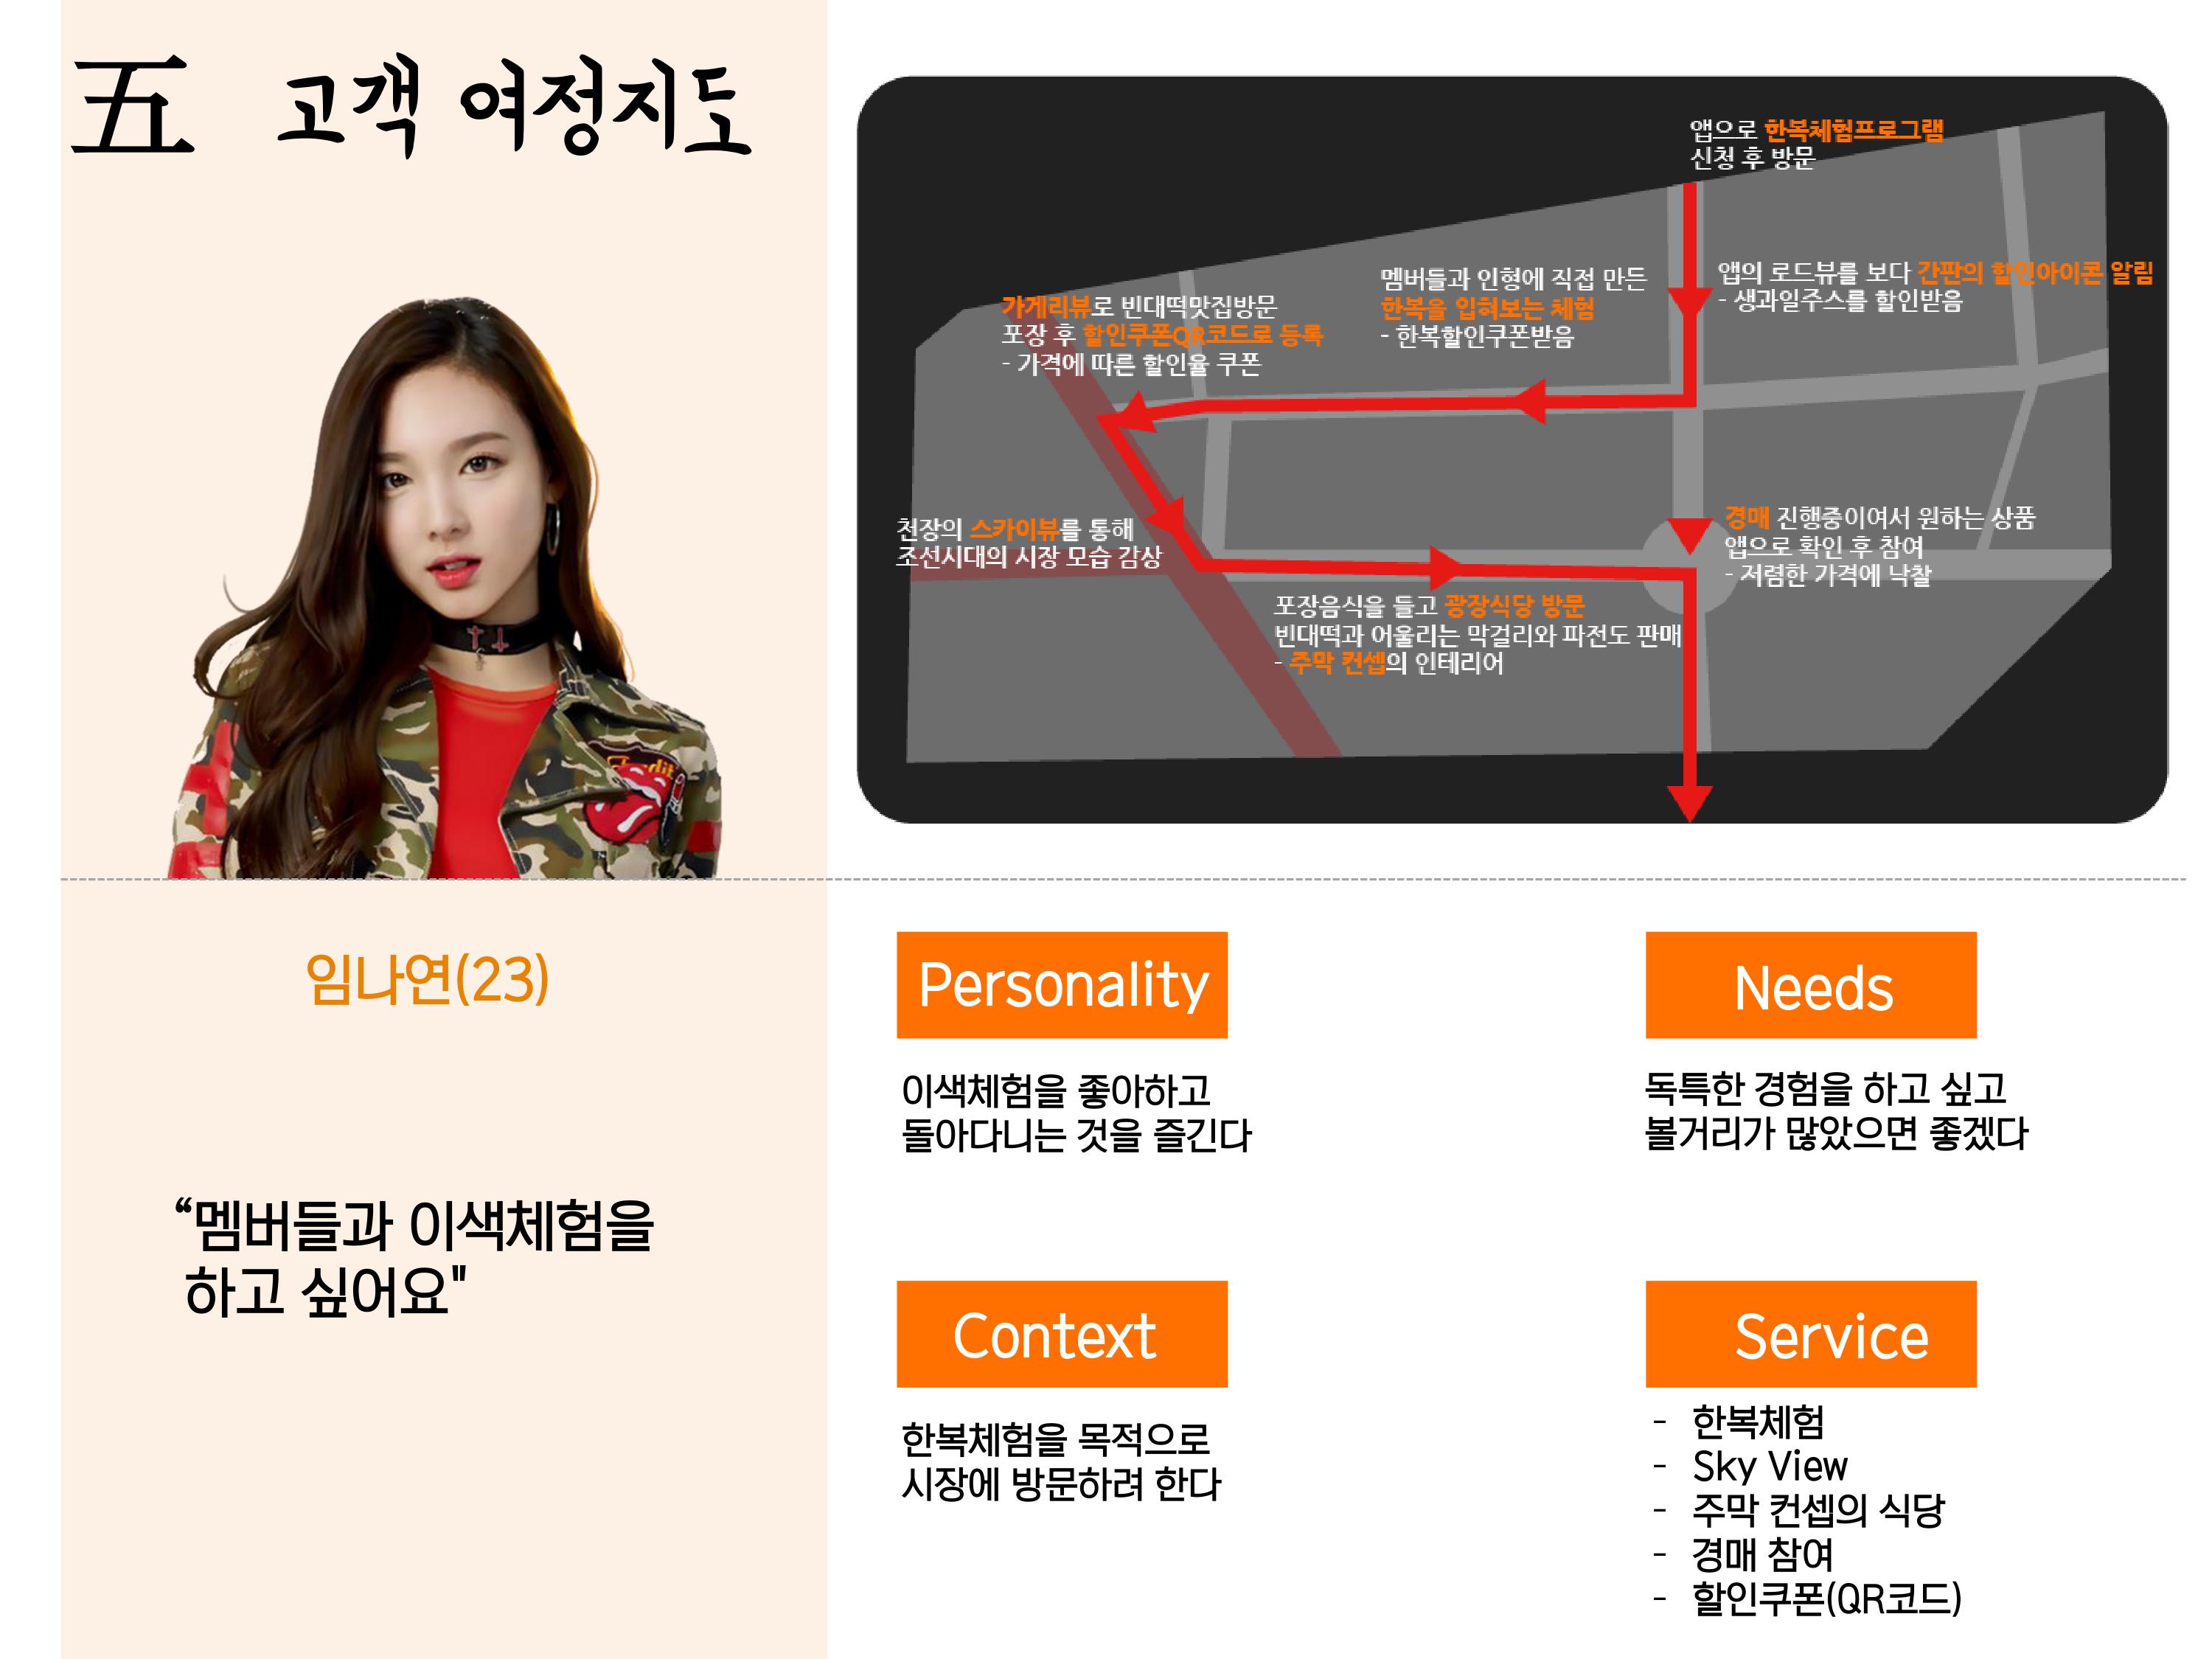 五 고객 여정지도
앱으로 한복체험프로그램
신청 후 방문
앱의 로드뷰를 보다 간판의 할인아이콘 알림
- 생과일주스를 할인받음
멤버들과 인형에 직접 만든
한복을 입혀보는 체험
- 한복할인쿠폰받음
가게리뷰로 빈대떡맛집방문
포장 후 할인쿠폰QR코드로 등록
- 가격에 따른 할인율 쿠폰
천장의 스카이뷰를 통해
조선시대의 시장 모습 감상
포장음식을 들고 광장식당 방문
빈대떡과 어울리는 막걸리와 파전도 판매
- 주막 컨셉의 인테리어
경매 진행중이여서 원하는 상품
앱으로 확인 후 참여
- 저렴한 가격에 낙찰
임나연(23)
“멤버들과 이색체험을
하고 싶어요"
Personality
이색체험을 좋아하고
돌아다니는 것을 즐긴다
Needs
독특한 경험을 하고 싶고
볼거리가 많았으면 좋겠다
Context
한복체험을 목적으로
시장에 방문하려 한다
Service
- 한복체험
- Sky View
- 주막 컨셉의 식당
- 경매 참여
- 할인쿠폰(QR코드)